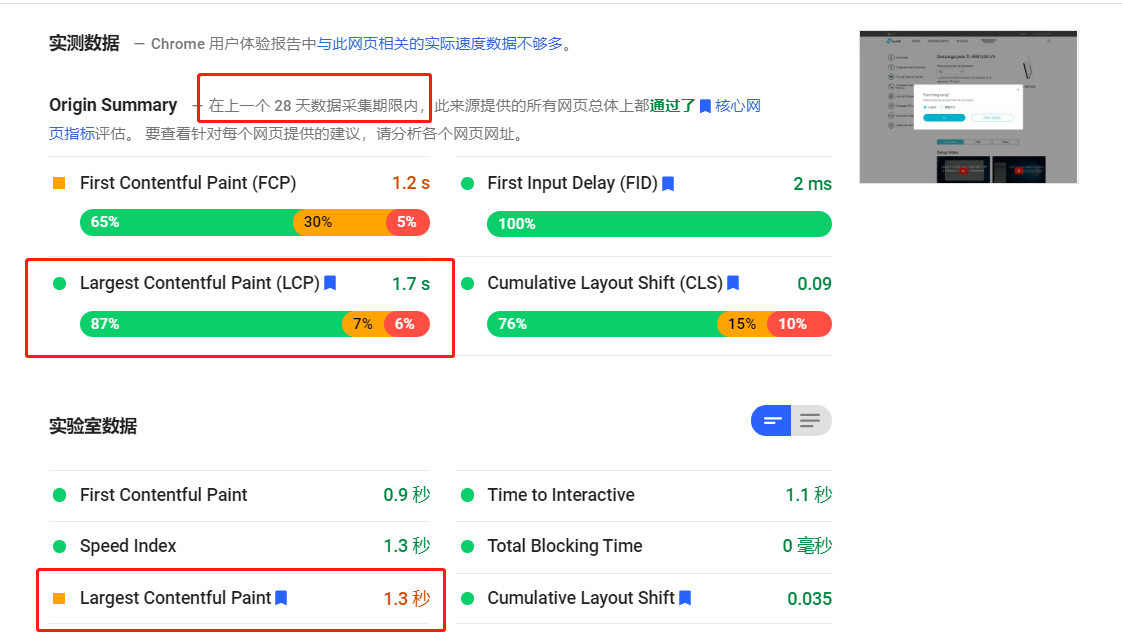 实测数据 — Chrome 用户体验报告中与此网页相关的实际速度数据不够多。
Origin Summary — 在上一个 28 天数据采集期限内，此来源提供的所有网页总体上都通过了 核心网
页指标评估。 要查看针对每个网页提供的建议，请分析各个网页网址。
First Contentful Paint (FCP) 1.2 s
65% 30% 5%
First Input Delay (FID) 2 ms
100%
Largest Contentful Paint (LCP) 1.7 s
87% 7% 6%
Cumulative Layout Shift (CLS) 0.09
76% 15% 10%
实验室数据
First Contentful Paint 0.9 秒
Time to Interactive 1.1 秒
Speed Index 1.3 秒
Total Blocking Time 0 毫秒
Largest Contentful Paint 1.3 秒
Cumulative Layout Shift 0.035